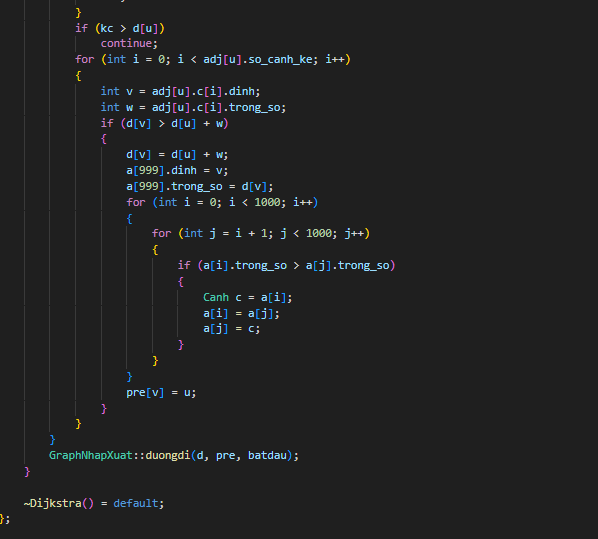 }
if (kc > d[u])
continue;
for (int i = 0; i < adj[u].so_canh_ke; i++)
{
int v = adj[u].c[i].dinh;
int w = adj[u].c[i].trong_so;
if (d[v] > d[u] + w)
{
d[v] = d[u] + w;
a[999].dinh = v;
a[999].trong_so = d[v];
for (int i = 0; i < 1000; i++)
{
for (int j = i + 1; j < 1000; j++)
{
if (a[i].trong_so > a[j].trong_so)
{
Canh c = a[i];
a[i] = a[j];
a[j] = c;
}
}
}
pre[v] = u;
}
}
}
GraphNhapXuat::duongdi(d, pre, batdau);
}
~Dijkstra() = default;
};